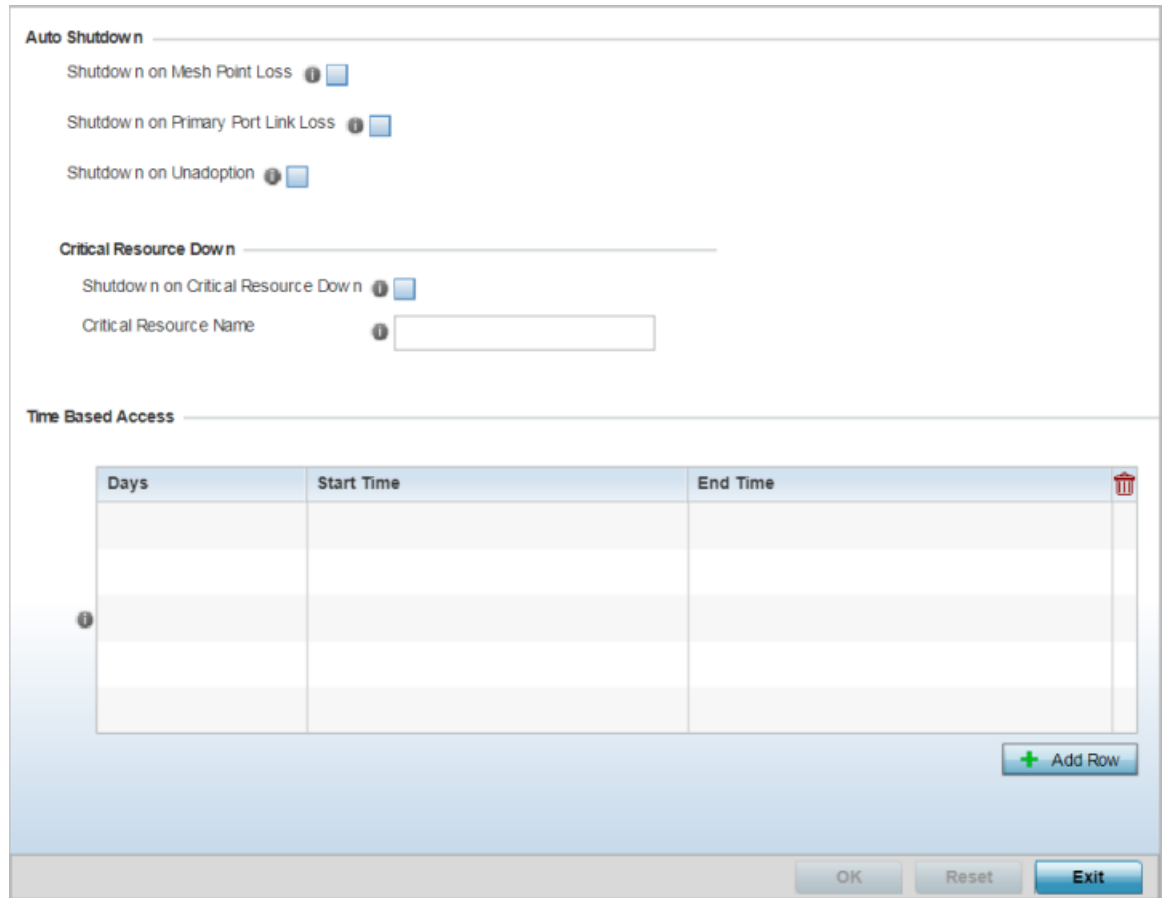 Auto Shutdown
Shutdown on Mesh Point Loss
Shutdown on Primary Port Link Loss
Shutdown on Unadoption
Critical Resource Down
Shutdown on Critical Resource Down
Critical Resource Name
Time Based Access
Days Start Time End Time
Add Row
OK Reset Exit